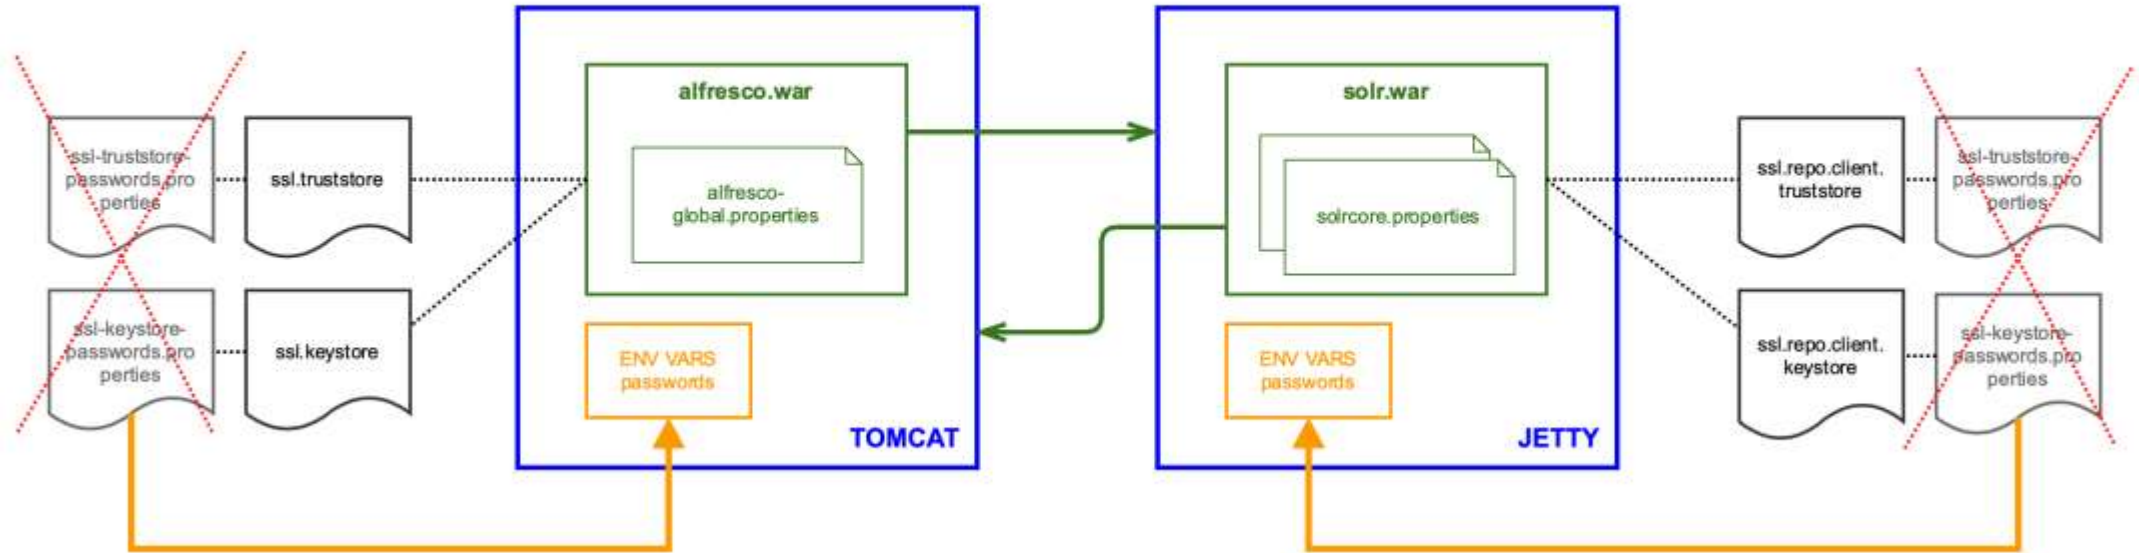 ssl-truststore-
passwords.pro
perties
ssl.truststore
ssl-keystore-
passwords.pro
perties
ssl.keystore
alfresco.war
alfresco-
global.properties
ENV VARS
passwords
TOMCAT
solr.war
solrcore.properties
ENV VARS
passwords
JETTY
ssl.repo.client.
truststore
ssl-truststore-
passwords.pro
perties
ssl.repo.client.
keystore
ssl-keystore-
passwords.pro
perties